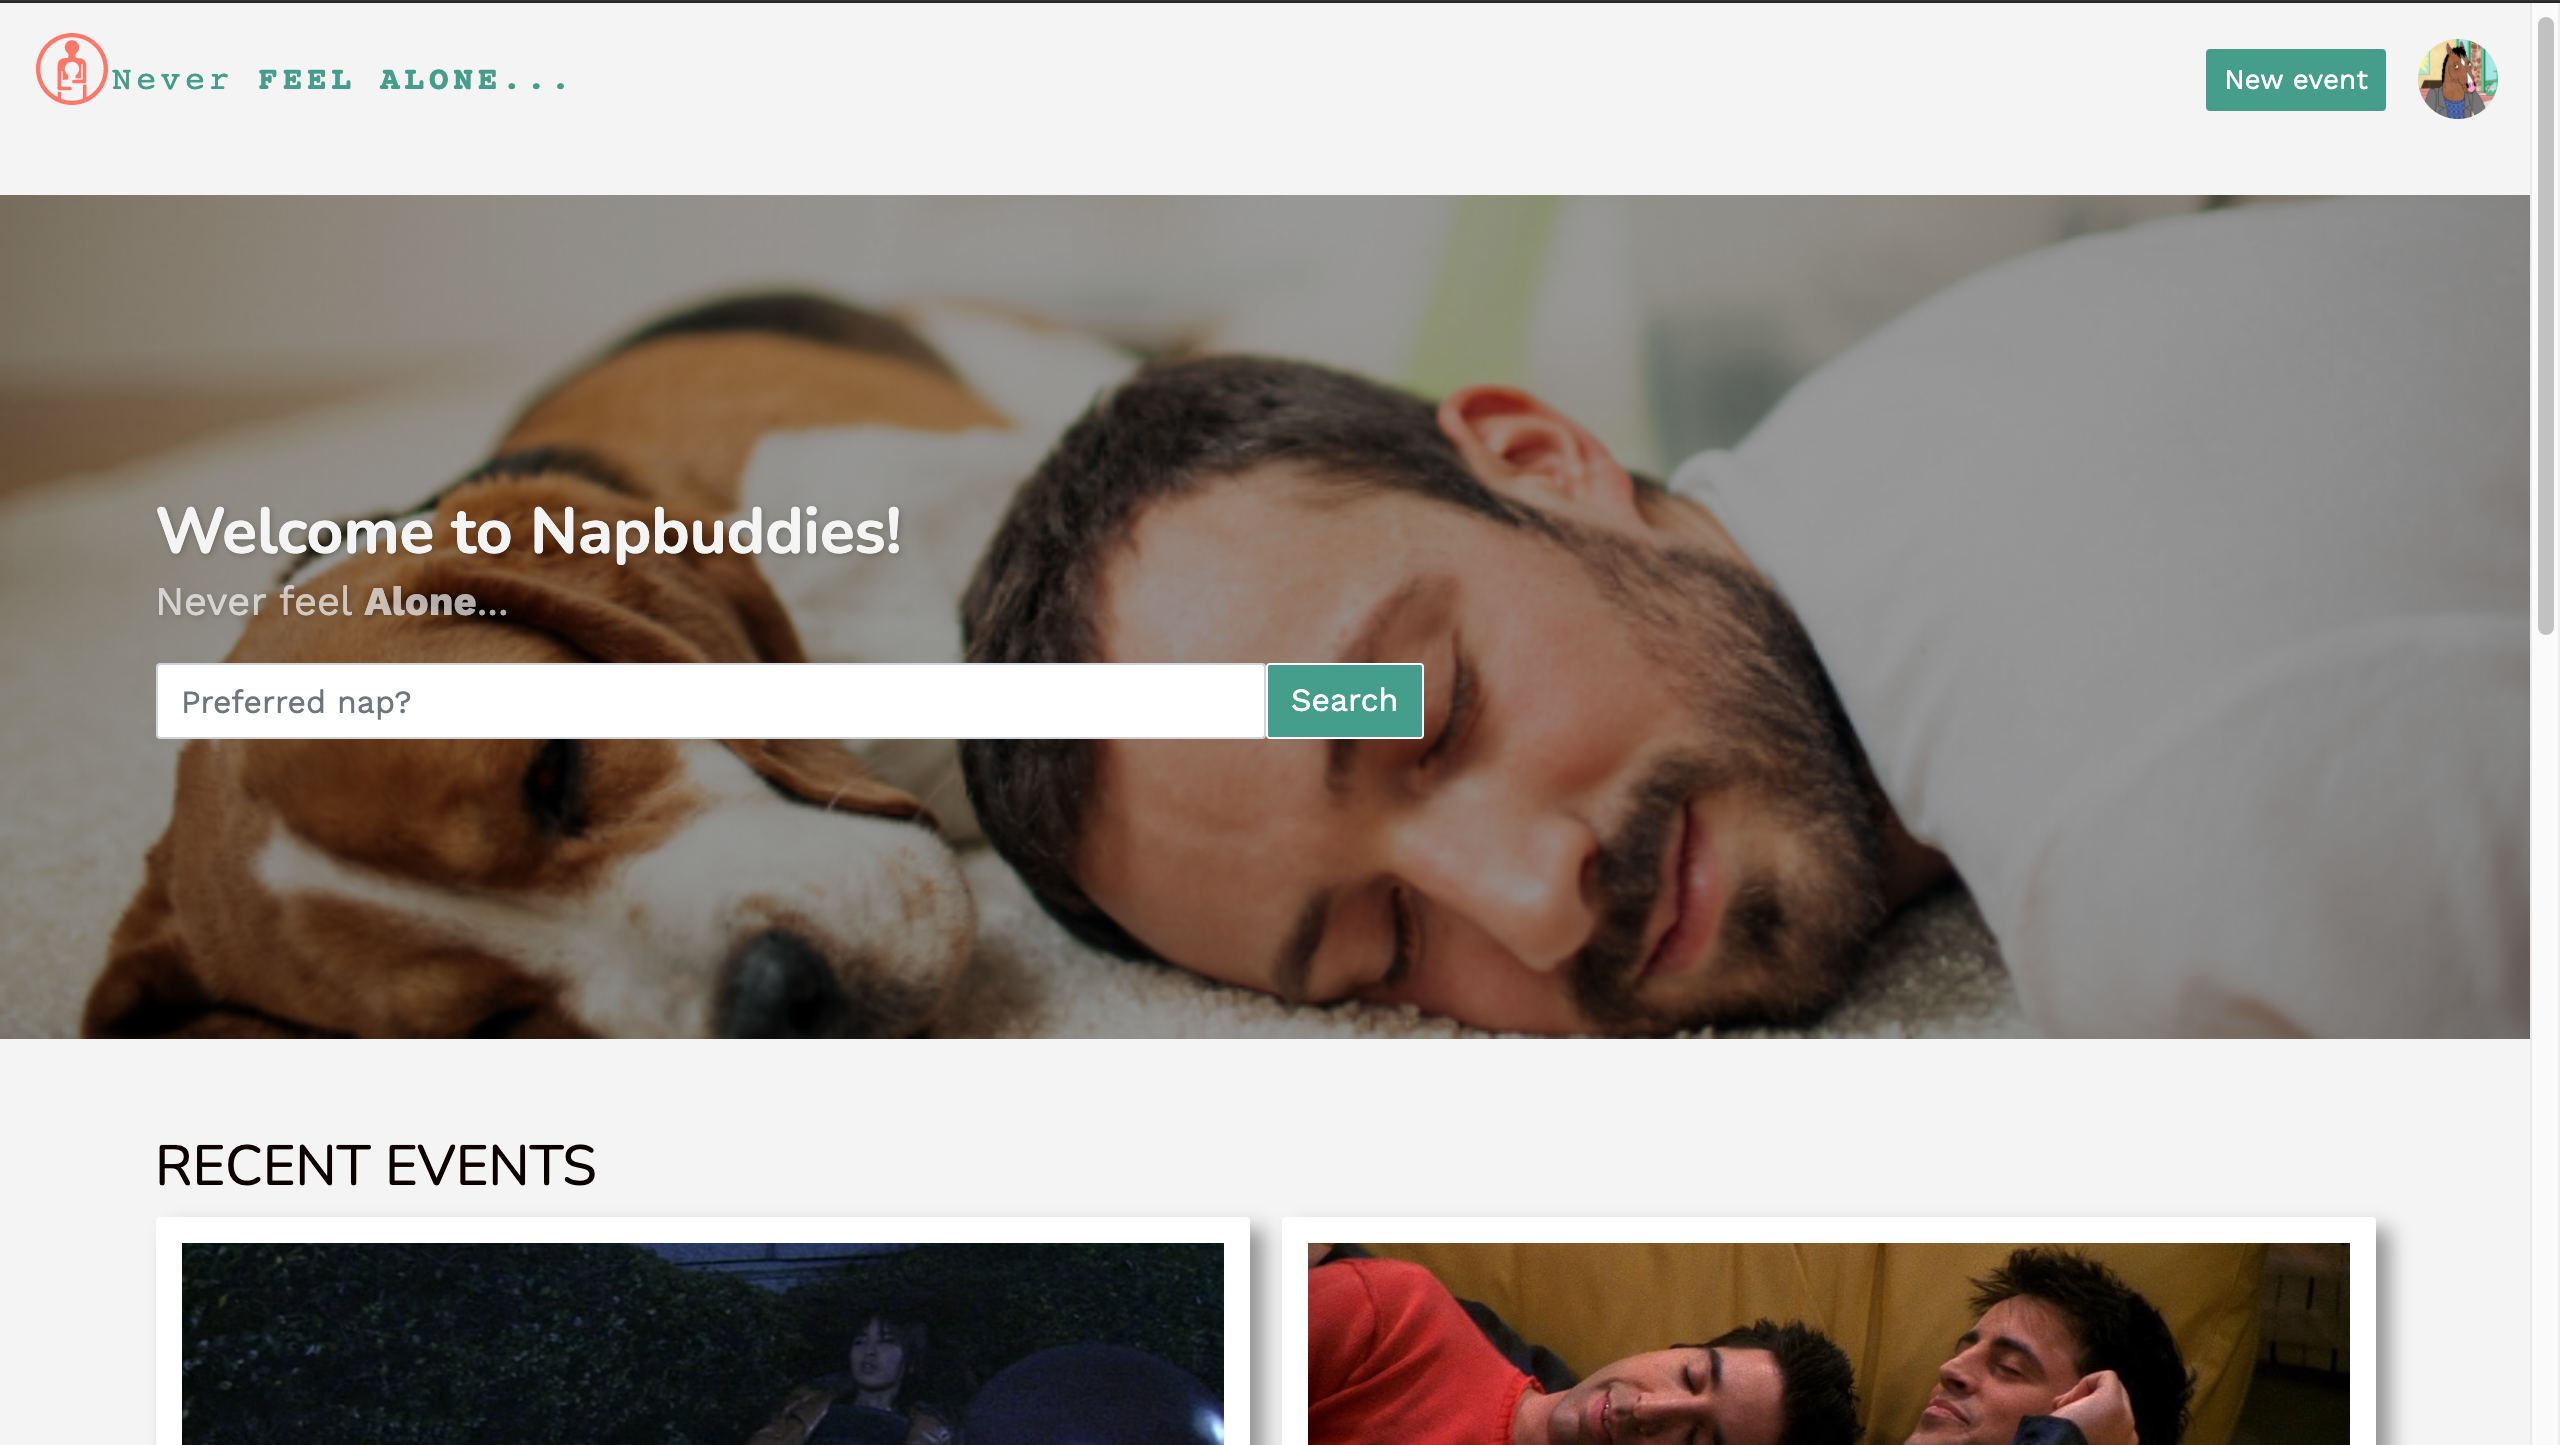 Never FEEL ALONE...
New event
Welcome to Napbuddies!
Never feel Alone...
Preferred nap?
Search
RECENT EVENTS